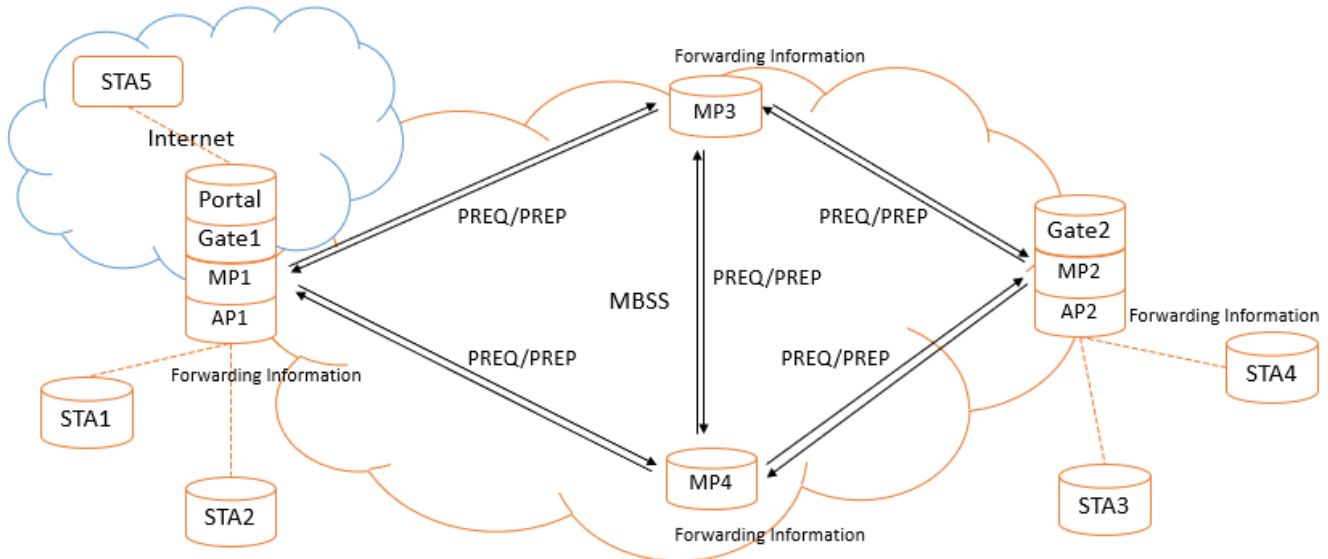 Forwarding Information
STA5
MP3
Internet
Portal
Gate1
MP1
AP1
PREQ/PREP
PREQ/PREP
Gate2
MP2
AP2
PREQ/PREP
MBSS
Forwarding Information
PREQ/PREP
PREQ/PREP
Forwarding Information
STA1
STA4
MP4
STA2
STA3
Forwarding Information